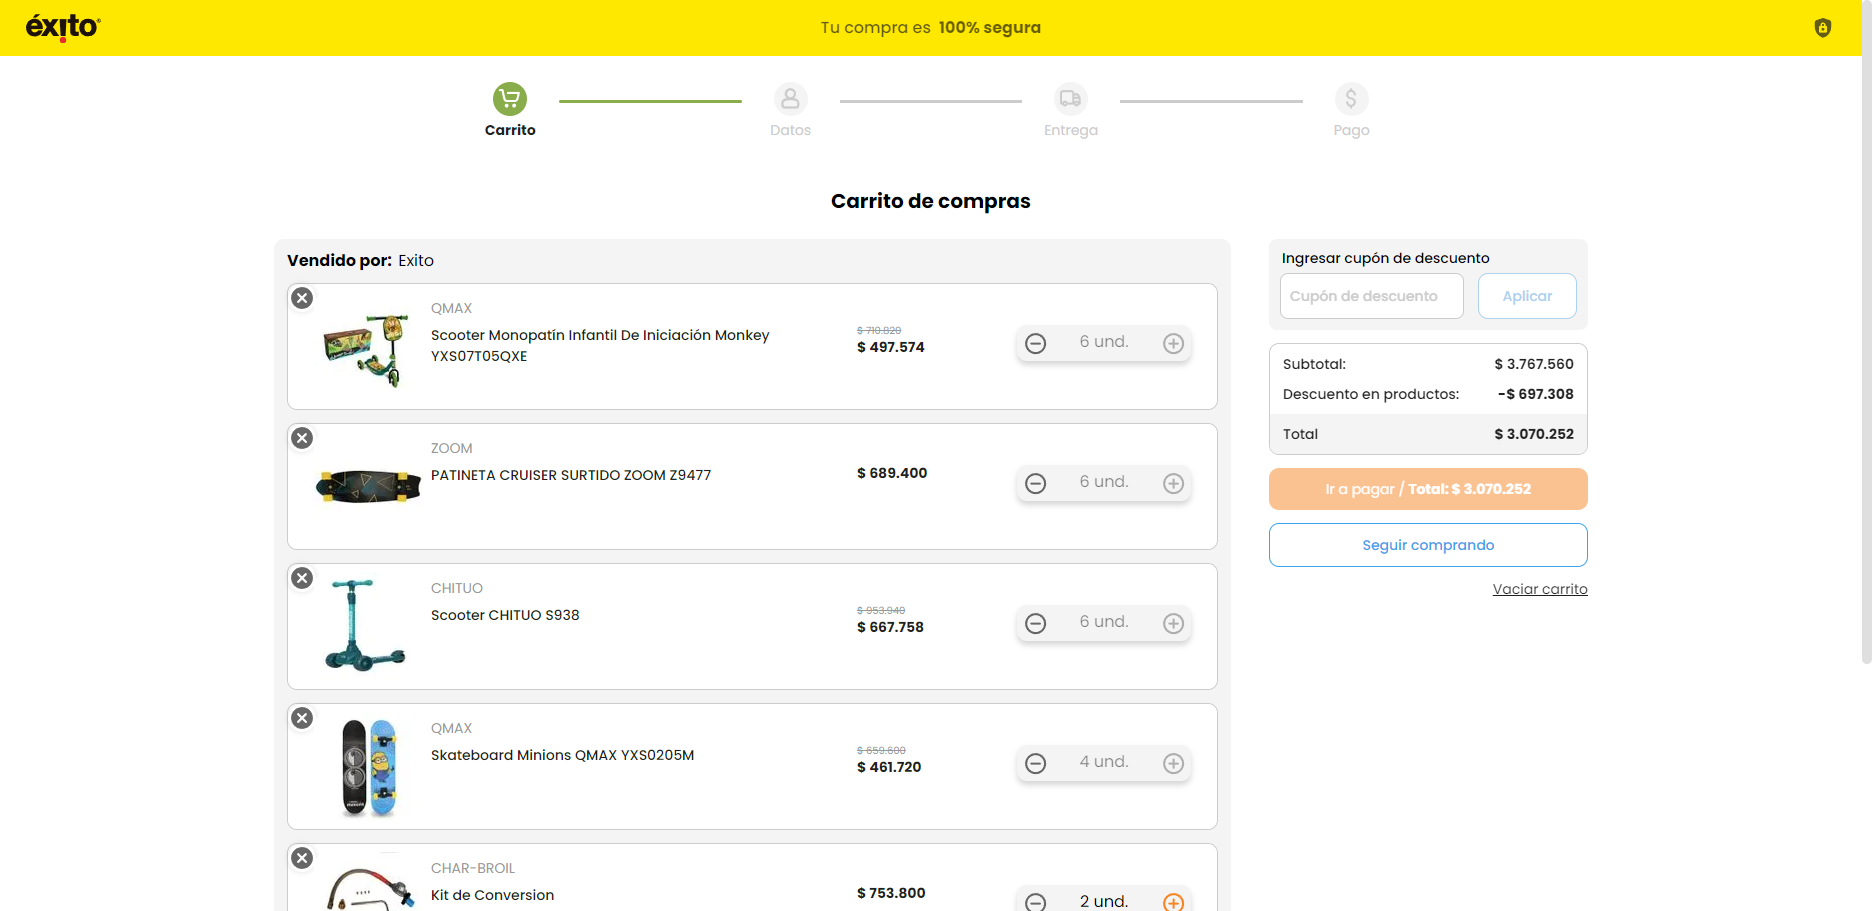 éxito
Tu compra es 100% segura
Carrito
Datos
Entrega
Pago
Carrito de compras
Vendido por: Exito
QMAX
Scooter Monopatín Infantil De Iniciación Monkey
YXS07T05QXE
$ 710.820
$ 497.574
6 und.
ZOOM
PATINETA CRUISER SURTIDO ZOOM Z9477
$ 689.400
6 und.
CHITUO
Scooter CHITUO S938
$ 953.940
$ 667.758
6 und.
QMAX
Skateboard Minions QMAX YXS0205M
$ 659.600
$ 461.720
4 und.
CHAR-BROIL
Kit de Conversion
$ 753.800
2 und.
Ingresar cupón de descuento
Cupón de descuento
Aplicar
Subtotal: $ 3.767.560
Descuento en productos: -$ 697.308
Total $ 3.070.252
Ir a pagar / Total: $ 3.070.252
Seguir comprando
Vaciar carrito